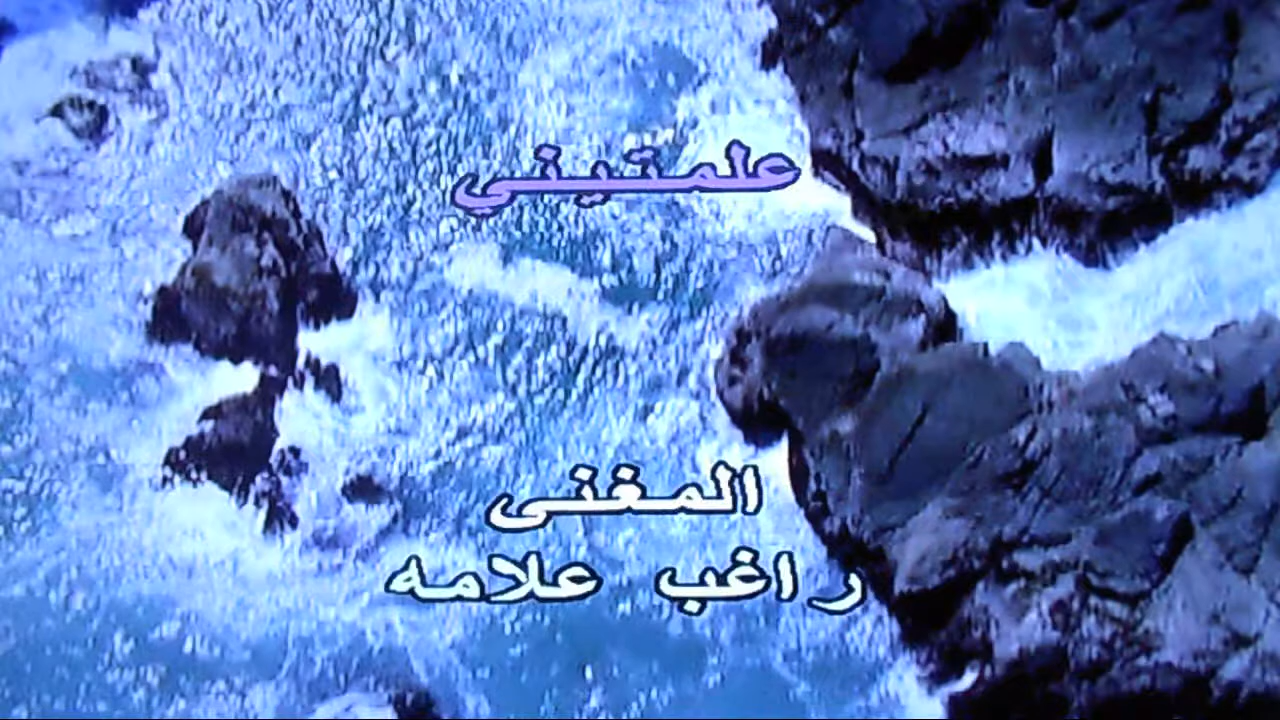 علمتيني
المغنى
راغب علامه